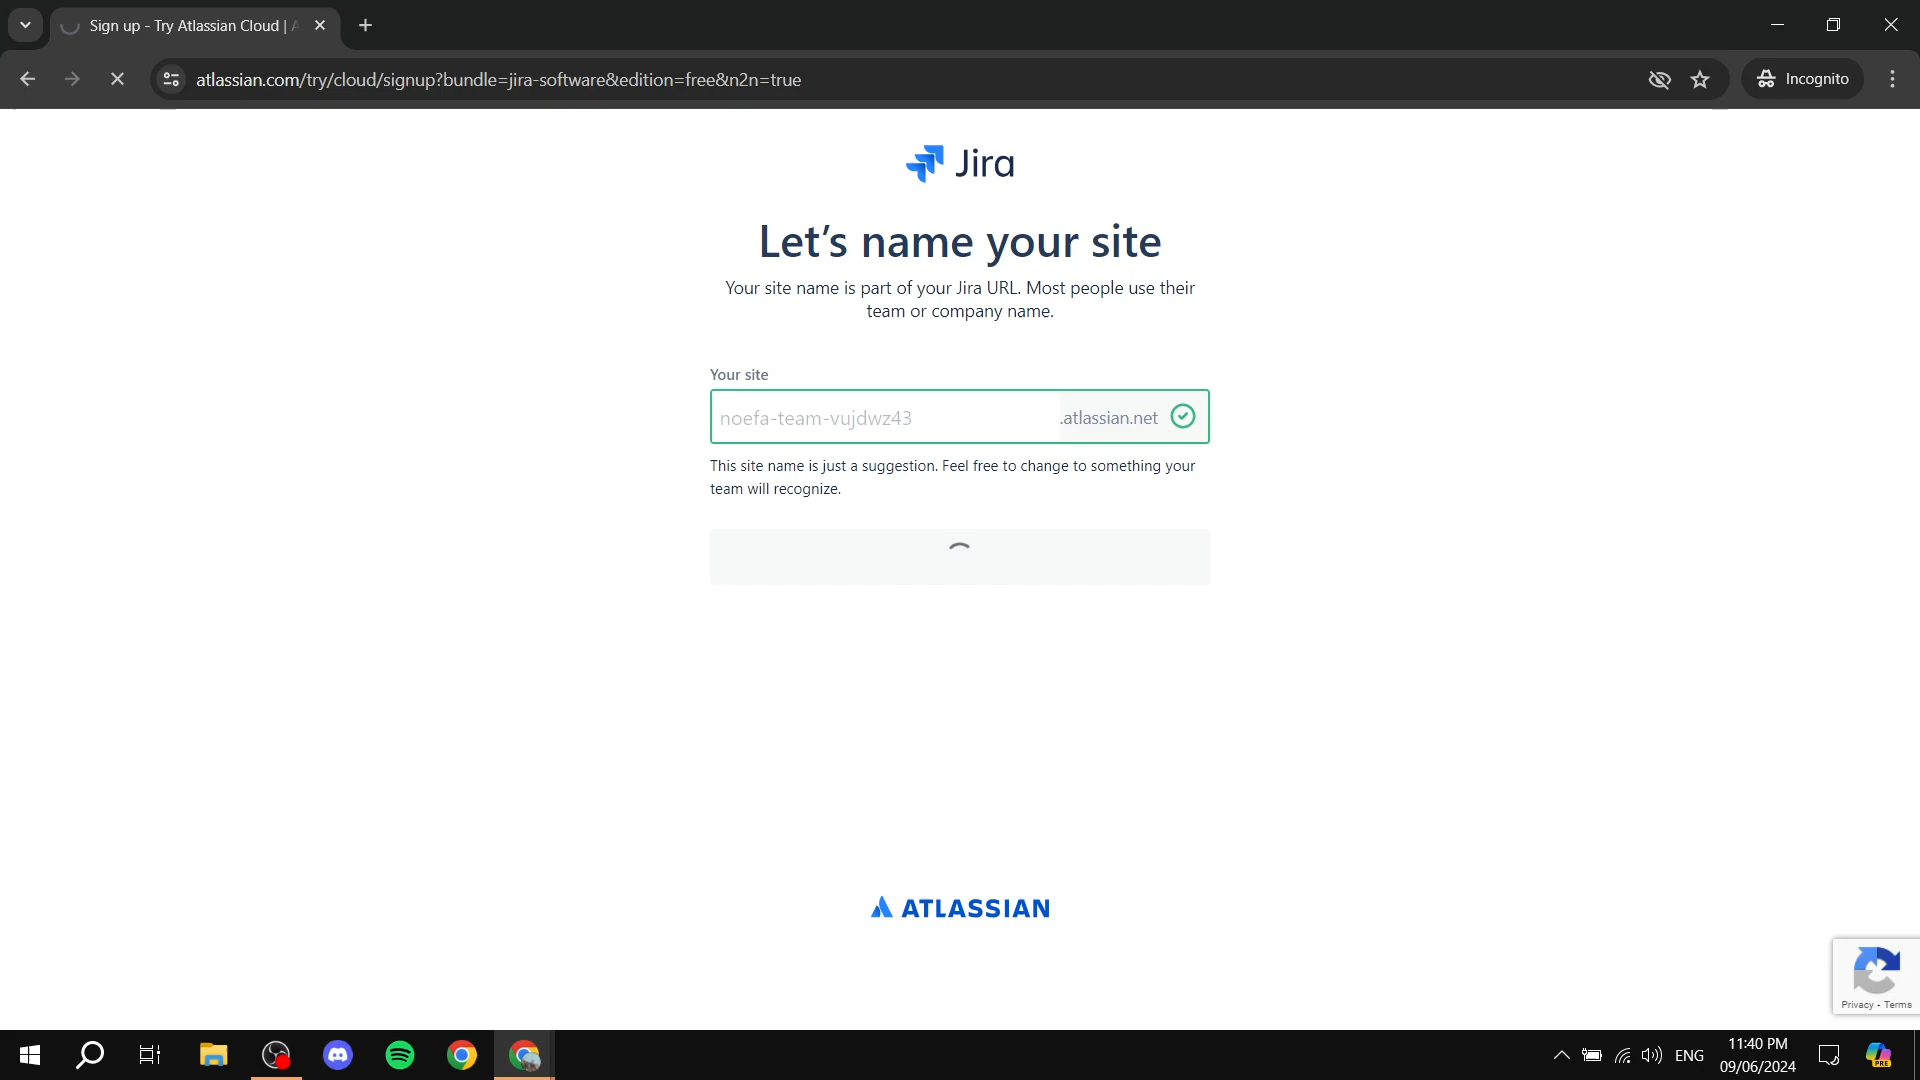 Sign up - Try Atlassian Cloud |
atlassian.com/try/cloud/signup?bundle=jira-software&edition=free&n2n=true
Incognito
Jira
Let’s name your site
Your site name is part of your Jira URL. Most people use their
team or company name.
Your site
noefa-team-vujdwz43
.atlassian.net
This site name is just a suggestion. Feel free to change to something your
team will recognize.
ATLASSIAN
Privacy - Terms
ENG
11:40 PM
09/06/2024
PRE